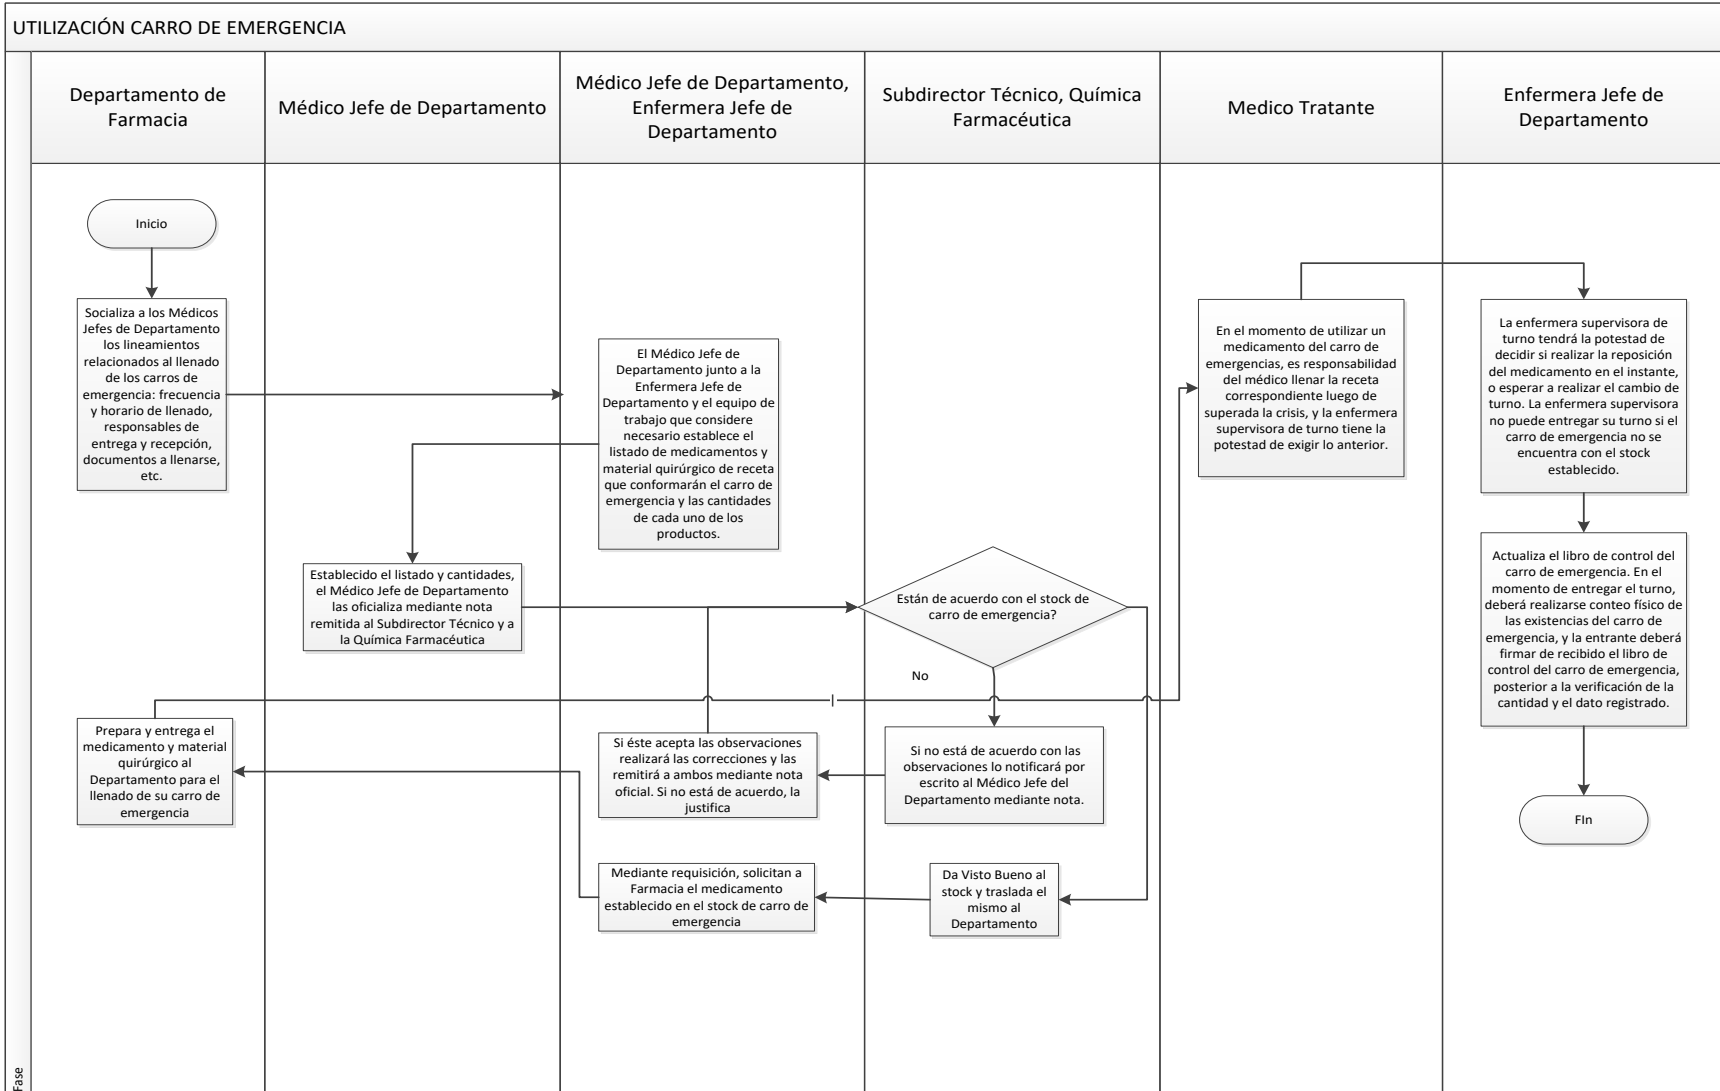 UTILIZACIÓN CARRO DE EMERGENCIA
Departamento de
Farmacia
Médico Jefe de Departamento
Médico Jefe de Departamento,
Enfermera Jefe de
Departamento
Subdirector Técnico, Química
Farmacéutica
Medico Tratante
Enfermera Jefe de
Departamento
Inicio
Socializa a los Médicos
Jefes de Departamento
los lineamientos
relacionados al llenado
de los carros de
emergencia: frecuencia
y horario de llenado,
responsables de
entrega y recepción,
documentos a llenarse,
etc.
El Médico Jefe de
Departamento junto a la
Enfermera Jefe de
Departamento y el equipo de
trabajo que considere
necesario establece el
listado de medicamentos y
material quirúrgico de receta
que conformarán el carro de
emergencia y las cantidades
de cada uno de los
productos.
Establecido el listado y cantidades,
el Médico Jefe de Departamento
las oficializa mediante nota
remitida al Subdirector Técnico y a
la Química Farmacéutica
Están de acuerdo con el stock de
carro de emergencia?
No
Si no está de acuerdo con las
observaciones lo notificará por
escrito al Médico Jefe del
Departamento mediante nota.
Si éste acepta las observaciones
realizará las correcciones y las
remitirá a ambos mediante nota
oficial. Si no está de acuerdo, la
justifica
Da Visto Bueno al
stock y traslada el
mismo al
Departamento
Mediante requisición, solicitan a
Farmacia el medicamento
establecido en el stock de carro de
emergencia
Prepara y entrega el
medicamento y material
quirúrgico al
Departamento para el
llenado de su carro de
emergencia
En el momento de utilizar un
medicamento del carro de
emergencias, es responsabilidad
del médico llenar la receta
correspondiente luego de
superada la crisis, y la enfermera
supervisora de turno tiene la
potestad de exigir lo anterior.
La enfermera supervisora de
turno tendrá la potestad de
decidir si realizar la reposición
del medicamento en el instante,
o esperar a realizar el cambio de
turno. La enfermera supervisora
no puede entregar su turno si el
carro de emergencia no se
encuentra con el stock
establecido.
Actualiza el libro de control del
carro de emergencia. En el
momento de entregar el turno,
deberá realizarse conteo físico de
las existencias del carro de
emergencia, y la entrante deberá
firmar de recibido el libro de
control del carro de emergencia,
posterior a la verificación de la
cantidad y el dato registrado.
FIn
Fase